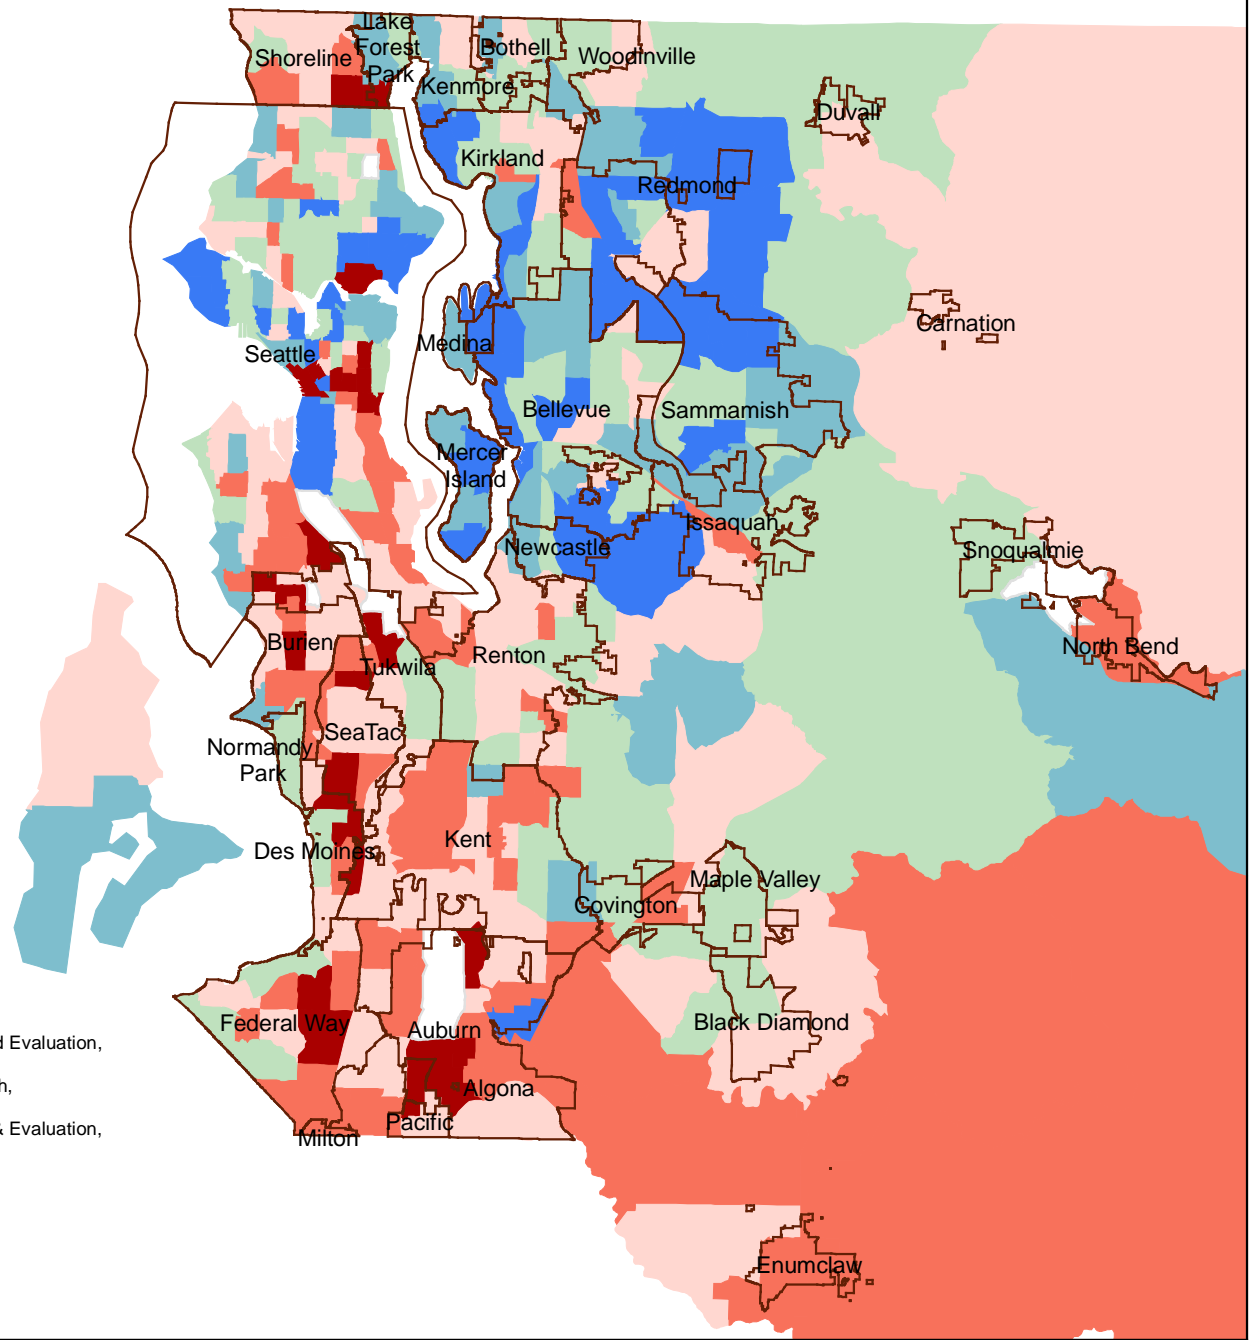 Lake
Forest
Park
Shoreline
Bothell
Woodinville
Kenmore
Duvall
Kirkland
Redmond
Carnation
Medina
Seattle
Bellevue
Sammamish
Mercer
Island
Issaquah
Newcastle
Snoqualmie
Burien
North Bend
Renton
Tukwila
SeaTac
Normandy
Park
Kent
Des Moines
Maple Valley
Covington
Federal Way
Auburn
Black Diamond
d Evaluation,
h,
Algona
Pacific
& Evaluation,
Milton
Enumclaw